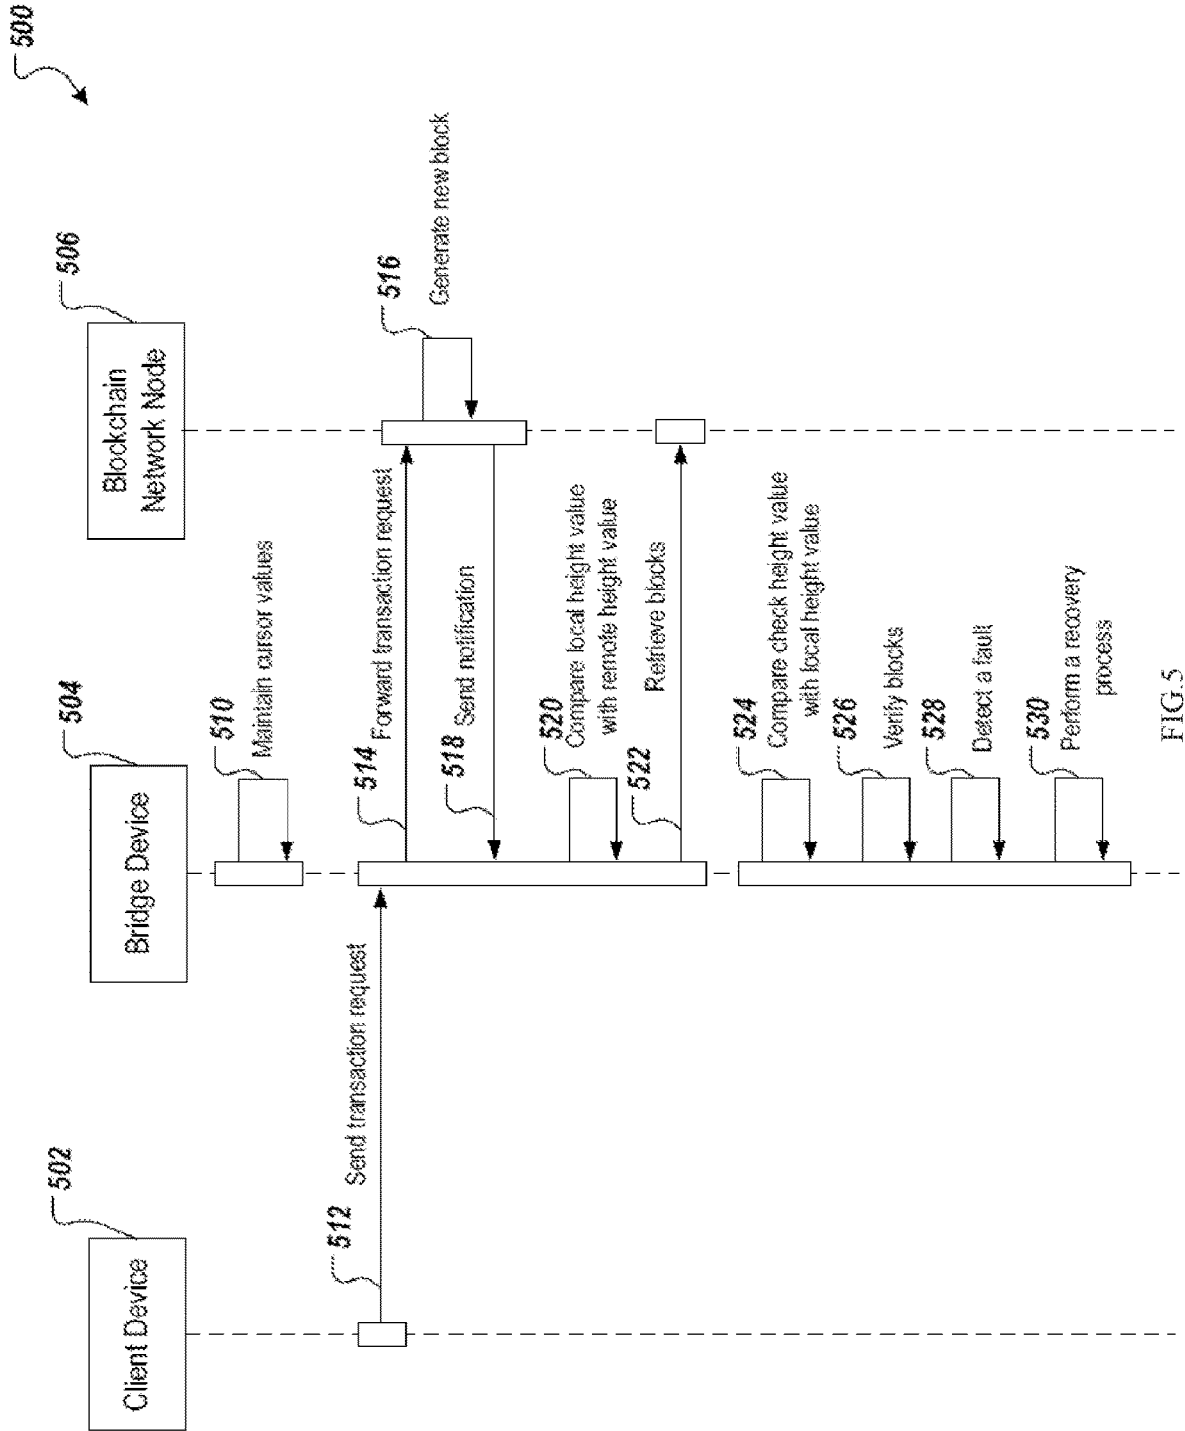 500
502
504
506
Client Device
Bridge Device
Blockchain
Network Node
510
Maintain cursor values
512
Send transaction request
514
Forward transaction request
516
Generate new block
518
Send notification
520
Compare local height value
with remote height value
522
Retrieve blocks
524
Compare check height value
with local height value
526
Verify blocks
528
Detect a fault
530
Perform a recovery
process
FIG.5